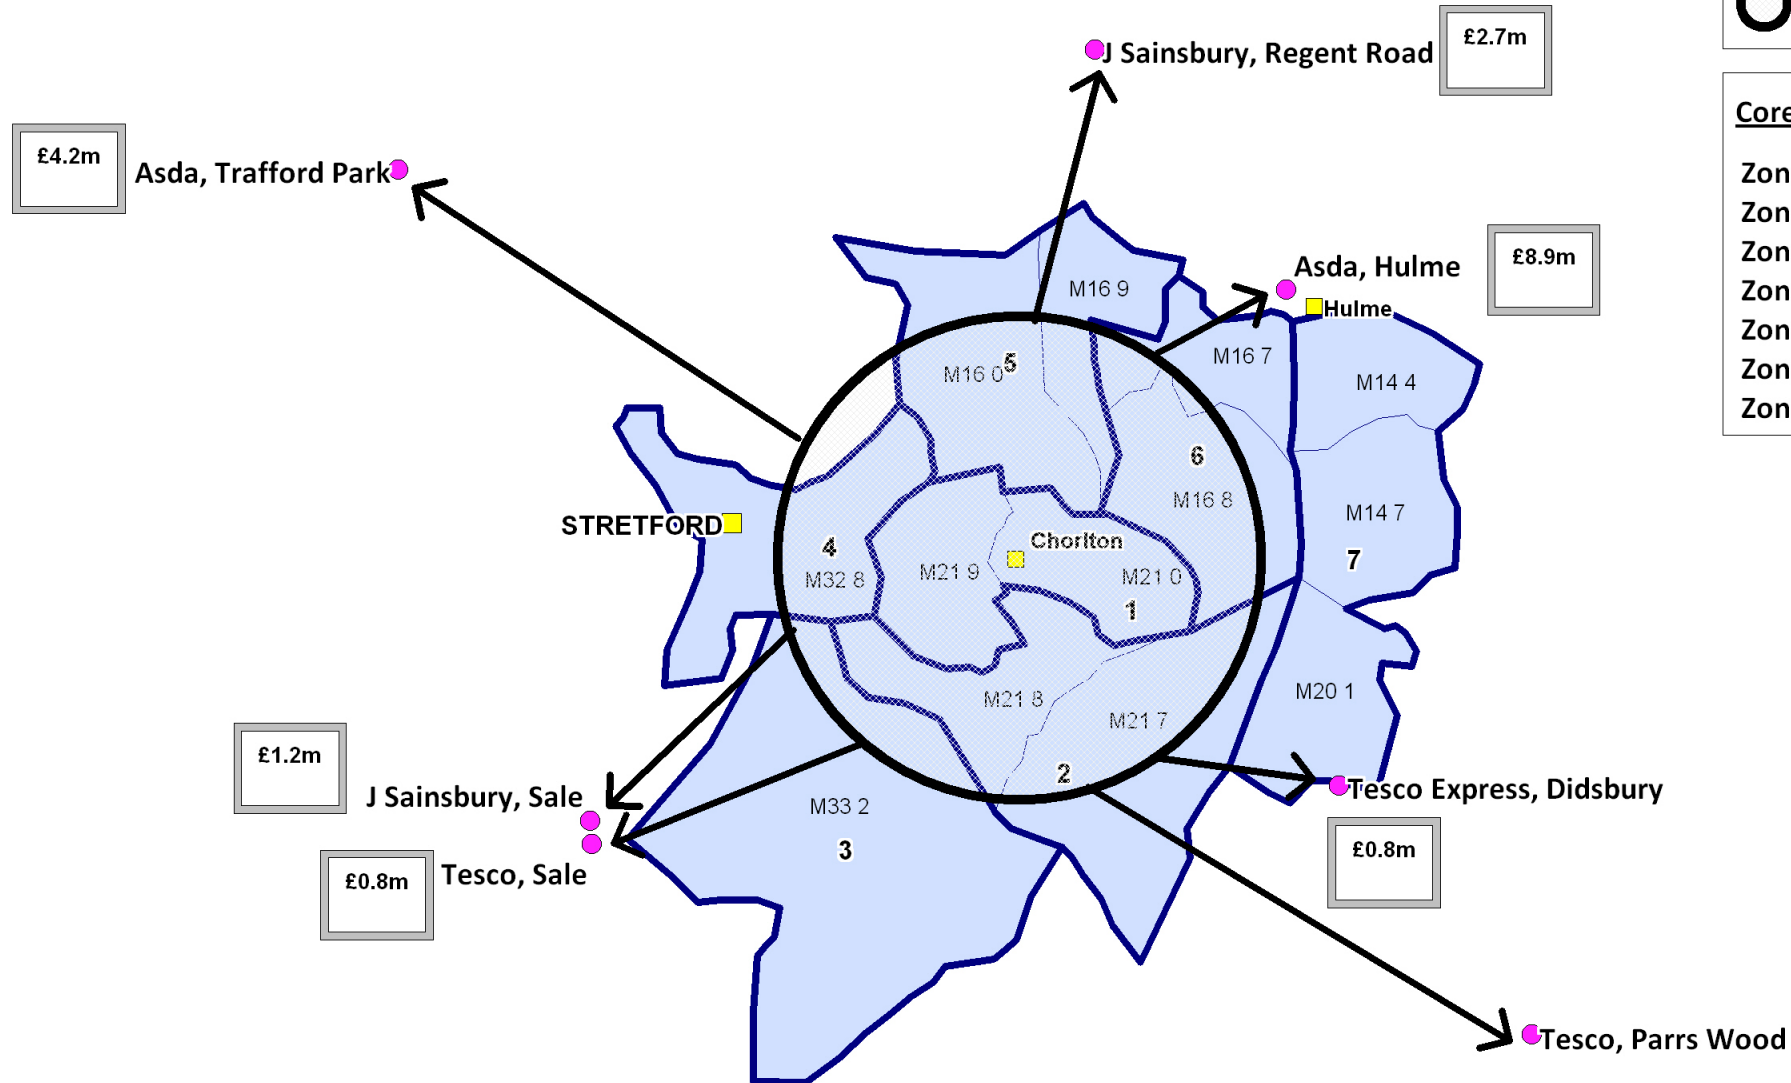 £2.7m
J Sainsbury, Regent Road
Core
£4.2m
Asda, Trafford Park
Zon
Zon
Zon
Zon
Zon
Zon
Zon
£8.9m
Asda, Hulme
Hulme
M16 9
M16 7
M16 0
5
M14 4
6
M16 8
M14 7
7
STRETFORD
Chorlton
4
M32 8
M21 9
M21 0
1
M21 8
M21 7
M20 1
2
£1.2m
J Sainsbury, Sale
M33 2
3
Tesco Express, Didsbury
£0.8m
£0.8m
Tesco, Sale
Tesco, Parrs Wood